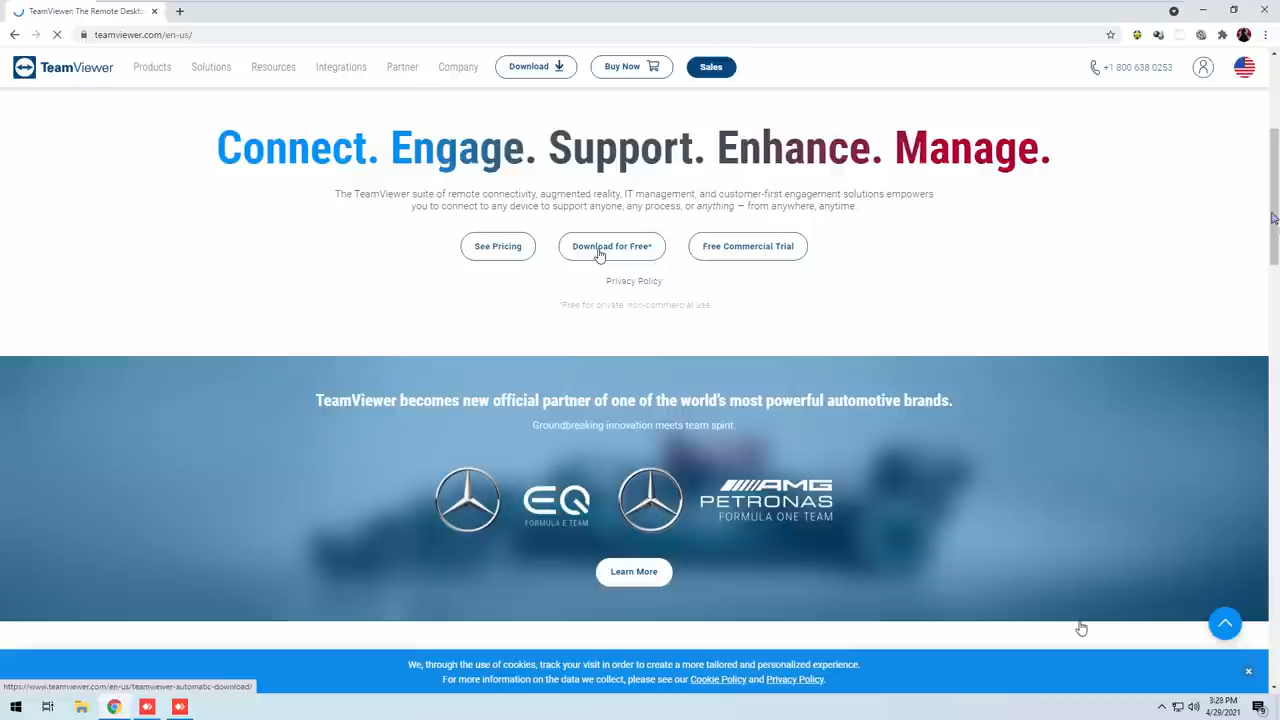 TeamViewer: The Remote Deskto
teamviewer.com/en-us/
TeamViewer
Products
Solutions
Resources
Integrations
Partner
Company
Download
Buy Now
Sales
+1 800 638 0253
Connect. Engage. Support. Enhance. Manage.
The TeamViewer suite of remote connectivity, augmented reality, IT management, and customer-first engagement solutions empowers
you to connect to any device to support anyone, any process, or anything — from anywhere, anytime.
See Pricing
Download for Free*
Free Commercial Trial
Privacy Policy
*Free for private, non-commercial use
TeamViewer becomes new official partner of one of the world's most powerful automotive brands.
Groundbreaking innovation meets team spirit.
EQ
FORMULA E TEAM
AMG
PETRONAS
FORMULA ONE TEAM
Learn More
We, through the use of cookies, track your visit in order to create a more tailored and personalized experience.
For more information on the data we collect, please see our Cookie Policy and Privacy Policy.
https://www.teamviewer.com/en-us/teamviewer-automatic-download/
3:28 PM
4/29/2021